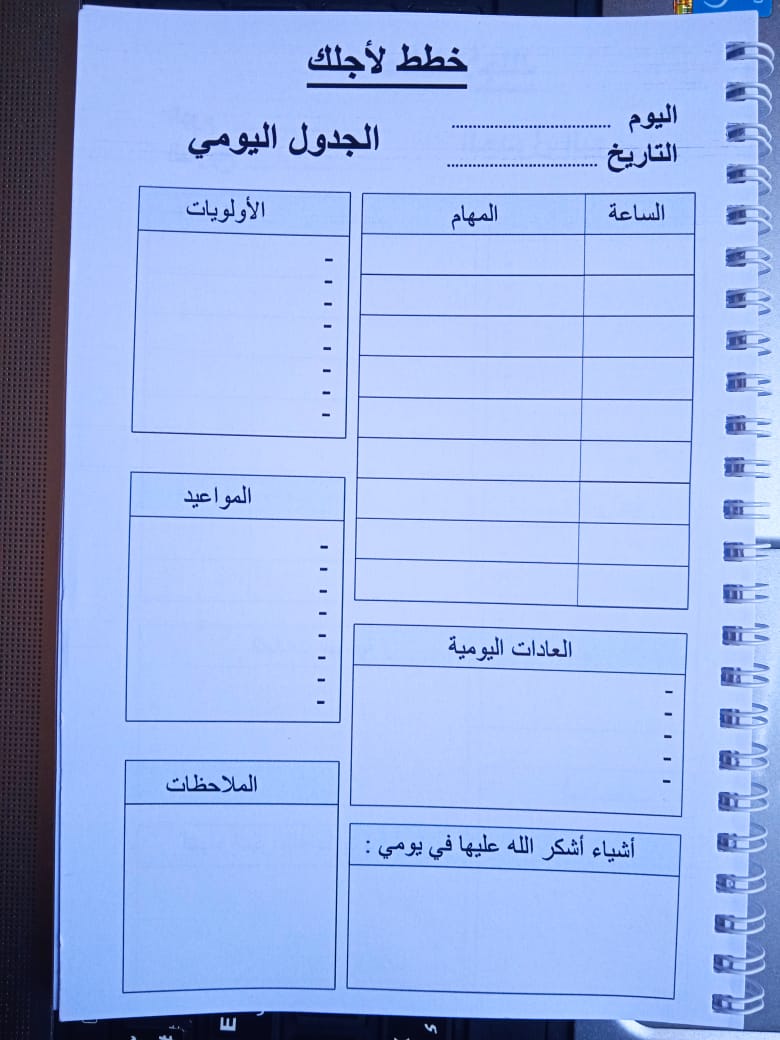 خطط لأجلك
اليوم ......................................
التاريخ ....................................
الجدول اليومي
الساعة المهام
الأولويات
-
-
-
-
-
-
-
-
المواعيد
-
-
-
-
-
-
-
-
العادات اليومية
-
-
-
-
-
الملاحظات
أشياء أشكر الله عليها في يومي :
E